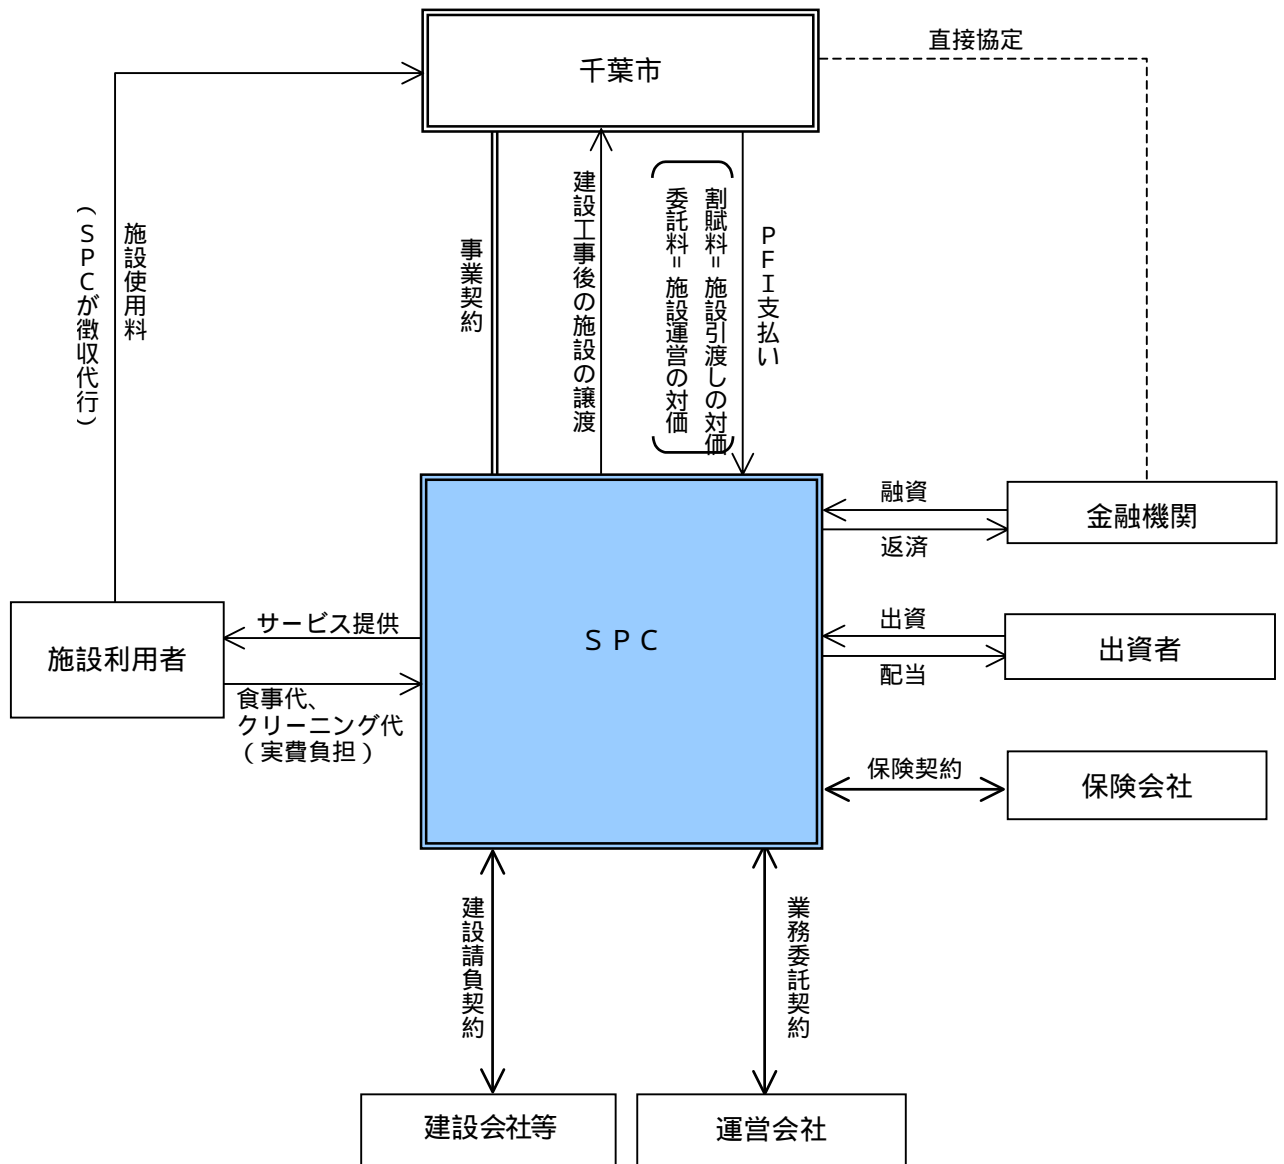 千葉市
直接協定
施設使用料
（ＳＰＣが徴収代行）
事業契約
建設工事後の施設の譲渡
ＰＦＩ支払い
割賦料＝施設引渡しの対価
委託料＝施設運営の対価
ＳＰＣ
融資
返済
金融機関
出資
配当
出資者
保険契約
保険会社
施設利用者
サービス提供
食事代、
クリーニング代
（実費負担）
建設請負契約
業務委託契約
建設会社等
運営会社